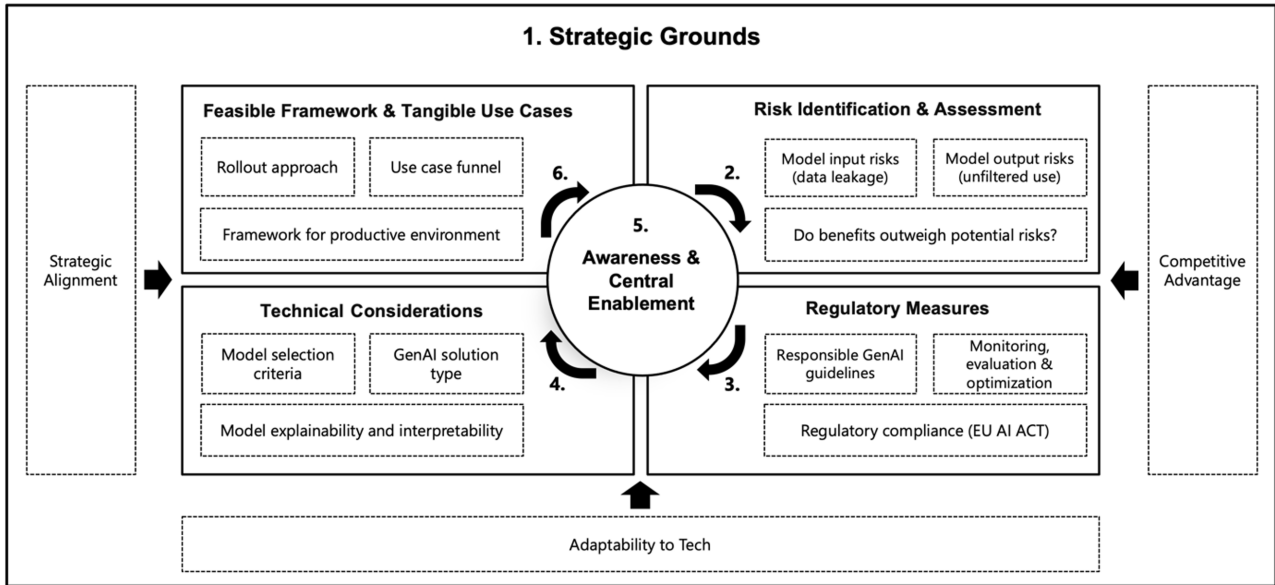 1. Strategic Grounds
Strategic
Alignment
Feasible Framework & Tangible Use Cases
Rollout approach
Use case funnel
Framework for productive environment
6.
Risk Identification & Assessment
2.
Model input risks
(data leakage)
Model output risks
(unfiltered use)
Do benefits outweigh potential risks?
5.
Awareness &
Central
Enablement
Technical Considerations
Model selection
criteria
GenAI solution
type
4.
Model explainability and interpretability
Regulatory Measures
Responsible GenAI
guidelines
Monitoring,
evaluation &
optimization
3.
Regulatory compliance (EU AI ACT)
Competitive
Advantage
Adaptability to Tech